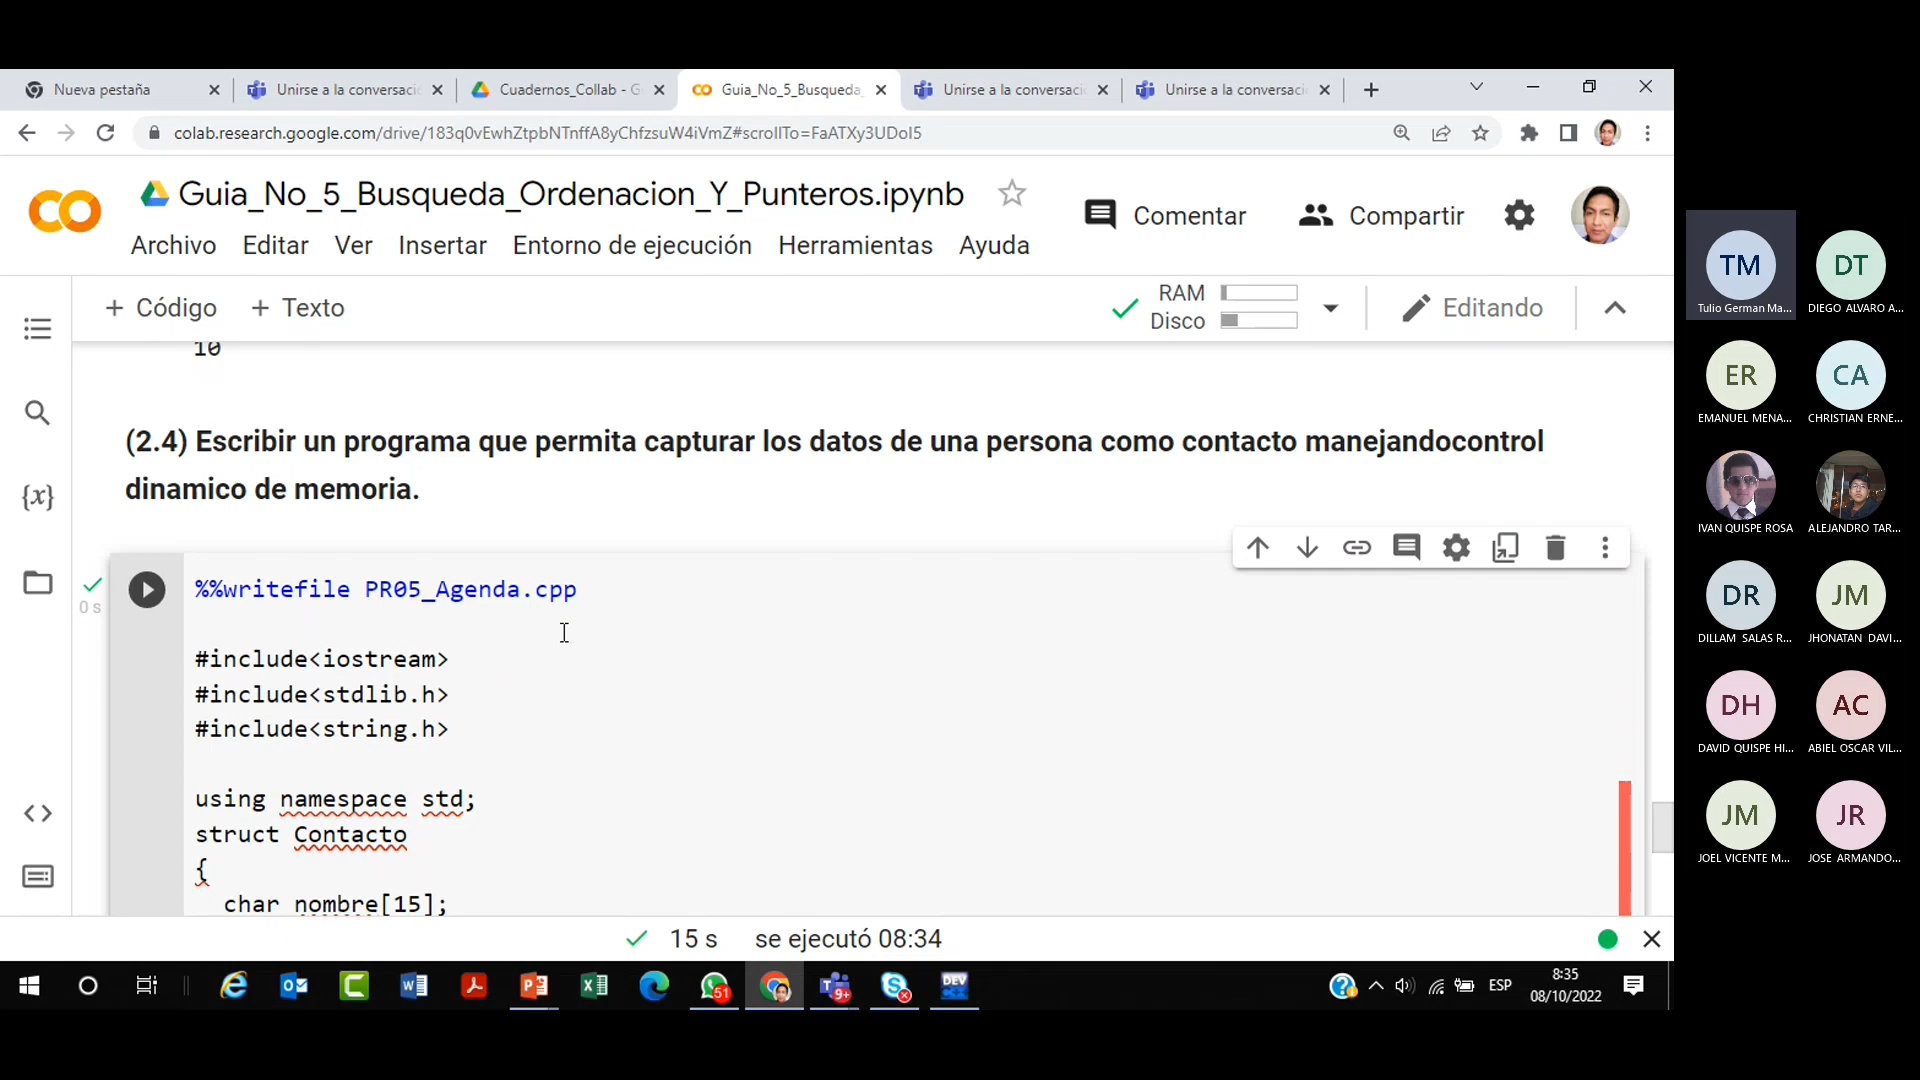 Nueva pestaña
Unirse a la conversaci
Cuadernos_Collab - G
Guia_No_5_Busqueda_
Unirse a la conversaci
Unirse a la conversaci
colab.research.google.com/drive/183q0vEwhZtpbNTnffA8yChfzsuW4iVmZ#scrollTo=FaATXy3UDoI5
Guia_No_5_Busqueda_Ordenacion_Y_Punteros.ipynb
Comentar
Compartir
Archivo Editar Ver Insertar Entorno de ejecución Herramientas Ayuda
+ Código + Texto
RAM
Disco
Editando
10
(2.4) Escribir un programa que permita capturar los datos de una persona como contacto manejandocontrol
dinamico de memoria.
%%writefile PR05_Agenda.cpp
0 s
#include<iostream>
#include<stdlib.h>
#include<string.h>
using namespace std;
struct Contacto
{
char nombre[15];
15 s se ejecutó 08:34
{x}
TM
Tulio German Ma...
DT
DIEGO ALVARO A...
ER
EMANUEL MENA...
CA
CHRISTIAN ERNE...
IVAN QUISPE ROSA
ALEJANDRO TAR...
DR
DILLAM SALAS R...
JM
JHONATAN DAVI...
DH
DAVID QUISPE HI...
AC
ABIEL OSCAR VIL...
JM
JOEL VICENTE M...
JR
JOSE ARMANDO...
51
9+
DEV
ESP
8:35
08/10/2022